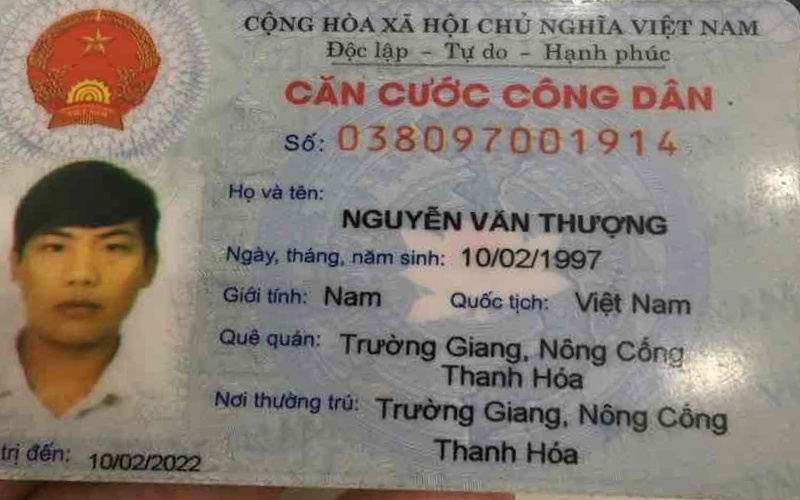 CỘNG HÒA XÃ HỘI CHỦ NGHĨA VIỆT NAM
Độc lập – Tự do – Hạnh phúc
CĂN CƯỚC CÔNG DÂN
Số: 038097001914
Họ và tên:
NGUYỄN VĂN THƯỢNG
Ngày, tháng, năm sinh: 10/02/1997
Giới tính: Nam Quốc tịch: Việt Nam
Quê quán: Trường Giang, Nông Cống
Thanh Hóa
Nơi thường trú: Trường Giang, Nông Cống
Thanh Hóa
trị đến: 10/02/2022
VIỆT NAM